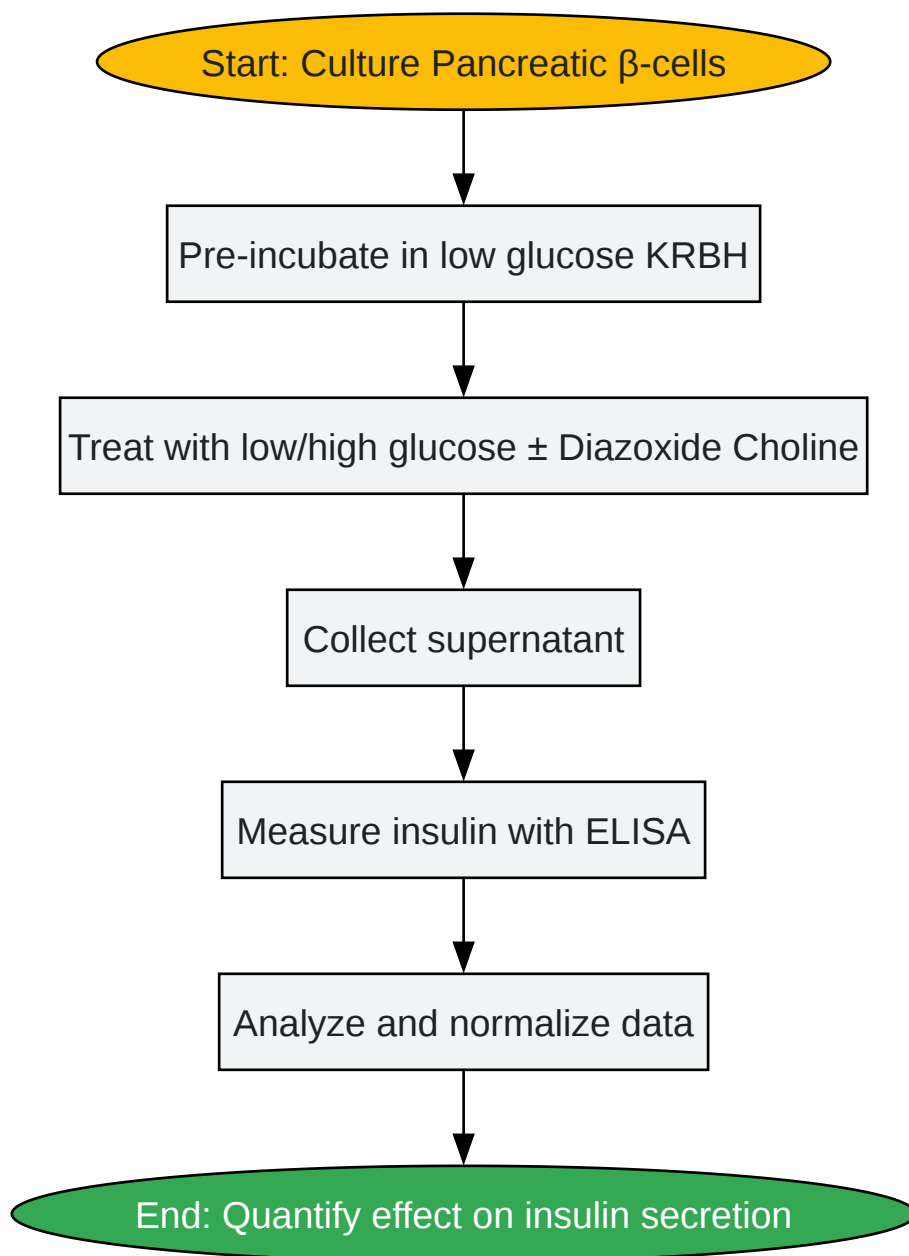 Start: Culture Pancreatic β-cells
Pre-incubate in low glucose KRBH
Treat with low/high glucose ± Diazoxide Choline
Collect supernatant
Measure insulin with ELISA
Analyze and normalize data
End: Quantify effect on insulin secretion